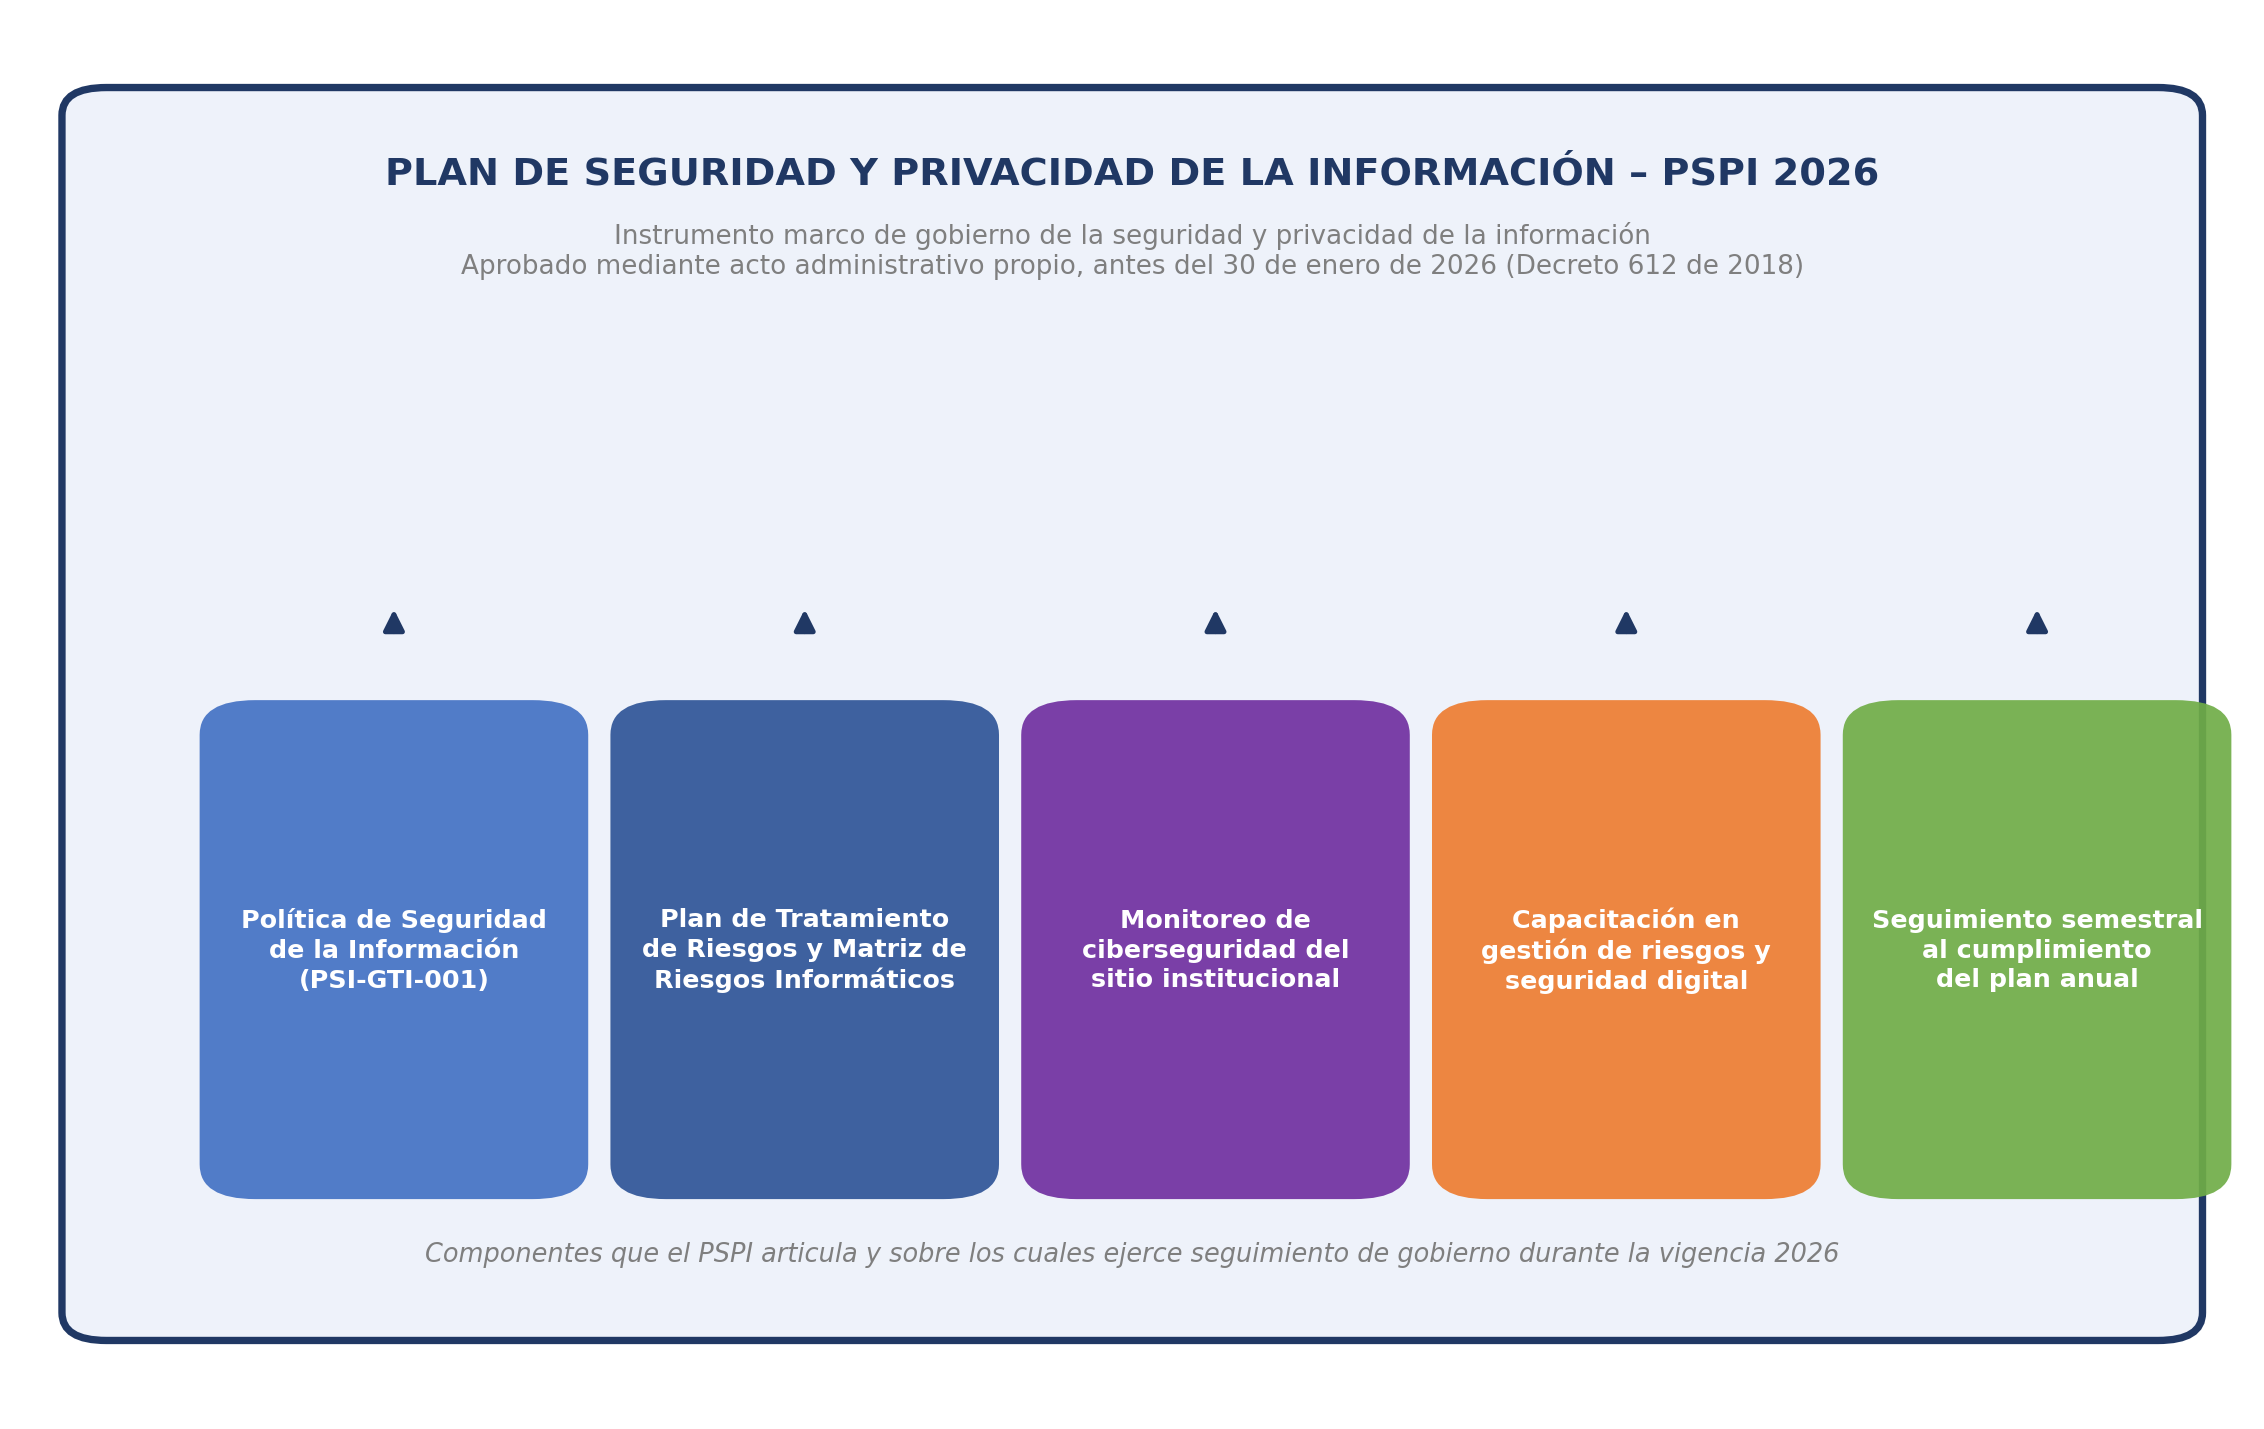 PLAN DE SEGURIDAD Y PRIVACIDAD DE LA INFORMACIÓN – PSPI 2026
Instrumento marco de gobierno de la seguridad y privacidad de la información
Aprobado mediante acto administrativo propio, antes del 30 de enero de 2026 (Decreto 612 de 2018)
Política de Seguridad
de la Información
(PSI-GTI-001)
Plan de Tratamiento
de Riesgos y Matriz de
Riesgos Informáticos
Monitoreo de
ciberseguridad del
sitio institucional
Capacitación en
gestión de riesgos y
seguridad digital
Seguimiento semestral
al cumplimiento
del plan anual
Componentes que el PSPI articula y sobre los cuales ejerce seguimiento de gobierno durante la vigencia 2026